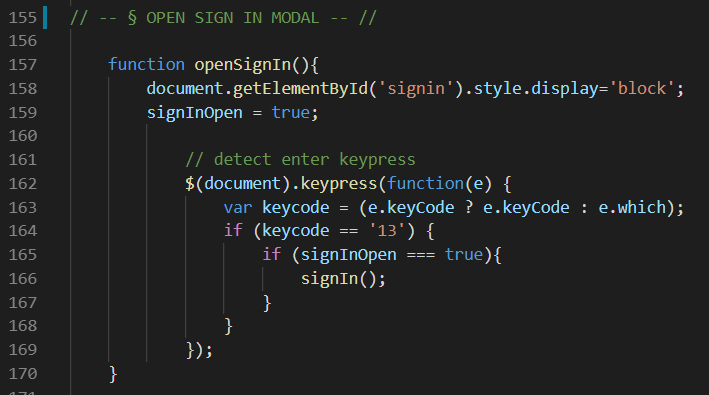 155 // -- § OPEN SIGN IN MODAL -- //
156
157 function openSignIn(){
158 document.getElementById('signin').style.display='block';
159 signInOpen = true;
160
161 // detect enter keypress
162 $(document).keypress(function(e) {
163 var keycode = (e.keyCode ? e.keyCode : e.which);
164 if (keycode == '13') {
165 if (signInOpen === true){
166 signIn();
167 }
168 }
169 });
170 }
171